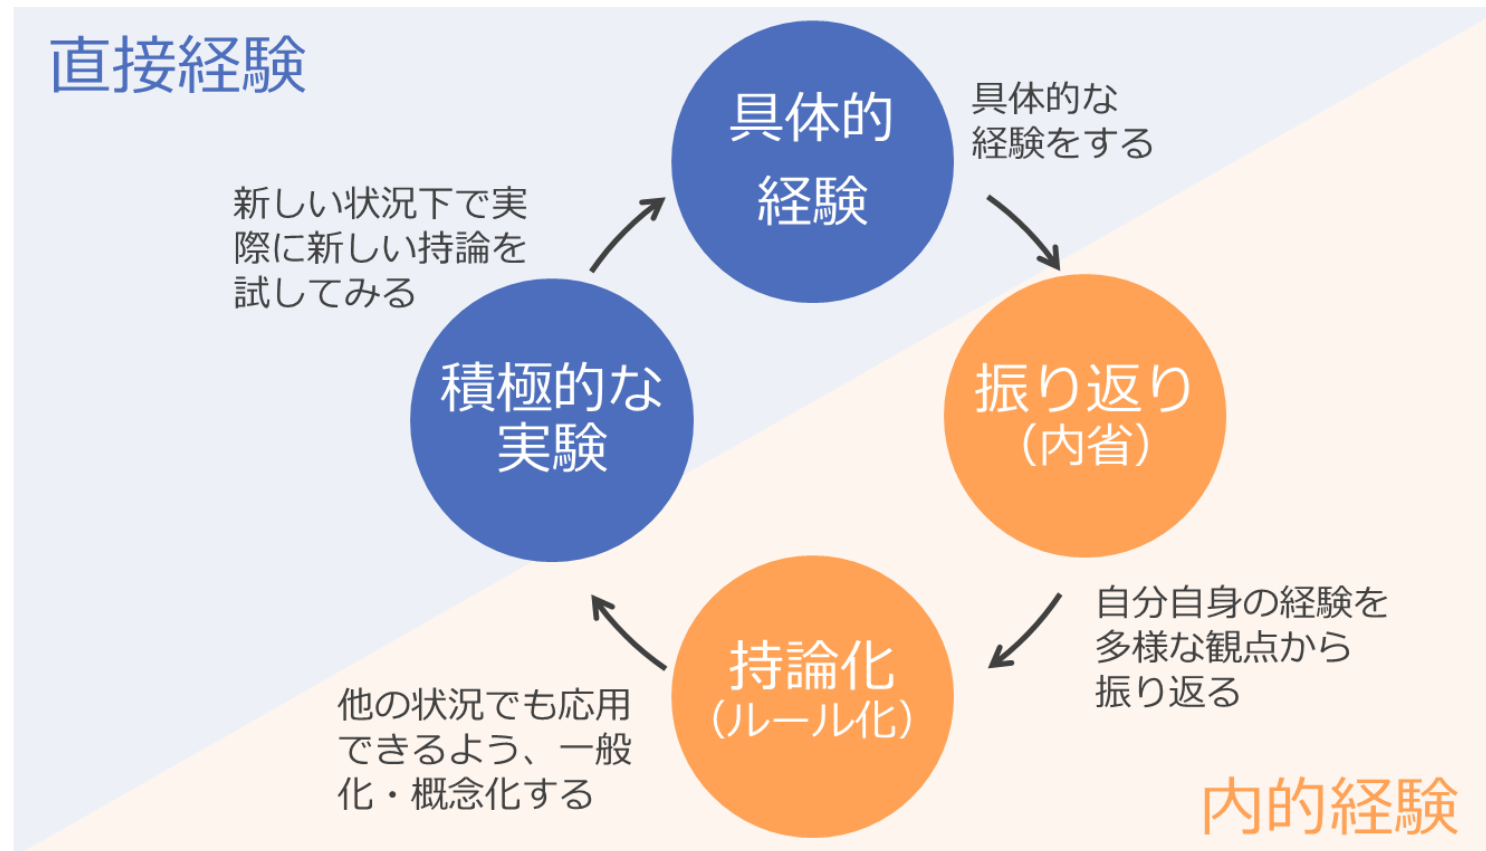 直接経験
具体的
経験
具体的な
経験をする
新しい状況下で実
際に新しい持論を
試してみる
積極的な
実験
振り返り
（内省）
自分自身の経験を
多様な観点から
振り返る
持論化
（ルール化）
他の状況でも応用
できるよう、一般
化・概念化する
内的経験